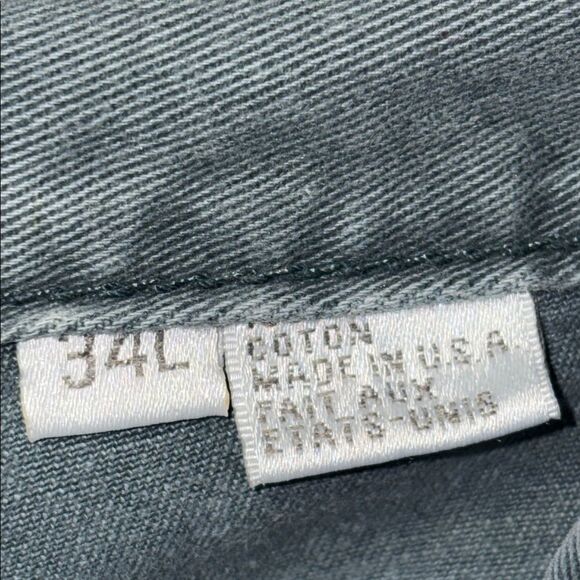 34L
COTON
MADE IN U.S.A
FAIT AUX
ETATS-UNIS